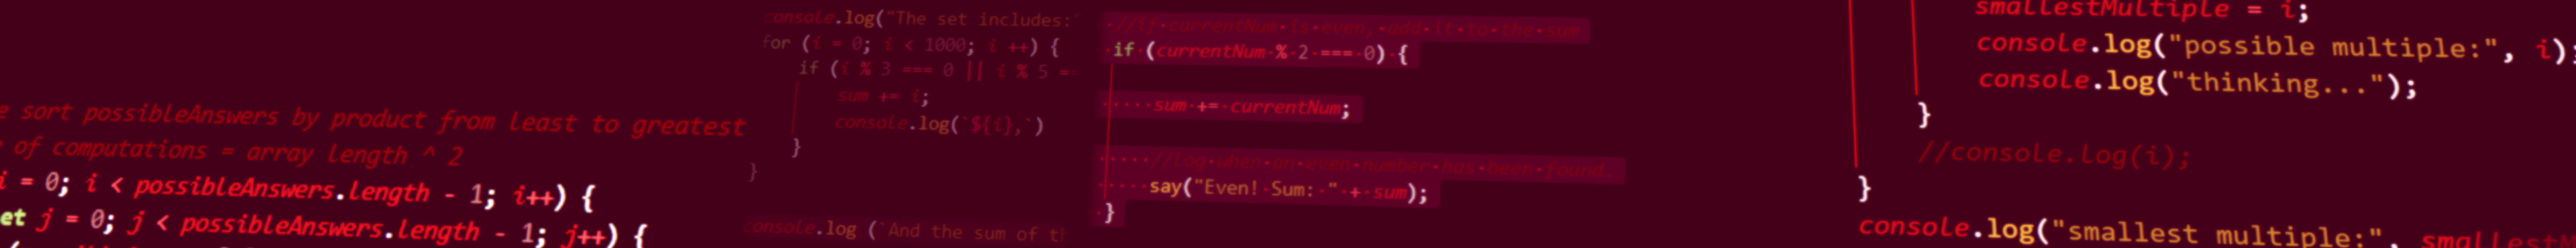 e sort possibleAnswers by product from least to greatest
of computations = array length ^ 2
i = 0; i < possibleAnswers.length - 1; i++) {
et j = 0; j < possibleAnswers.length - 1; j++) {
console.log("The set includes:"
for (i = 0; i < 1000; i ++) {
if (i % 3 === 0 || i % 5 ==
sum += i;
console.log(`${i},`)
}
}
console.log (`And the sum of th
//if currentNum is even, add it to the sum
if (currentNum % 2 === 0) {
sum += currentNum;
//Log when an even number has been found.
say("Even! Sum: " + sum);
}
smallestMultiple = i;
console.log("possible multiple:", i);
console.log("thinking...");
}
//console.log(i);
}
console.log("smallest multiple:", smallestM